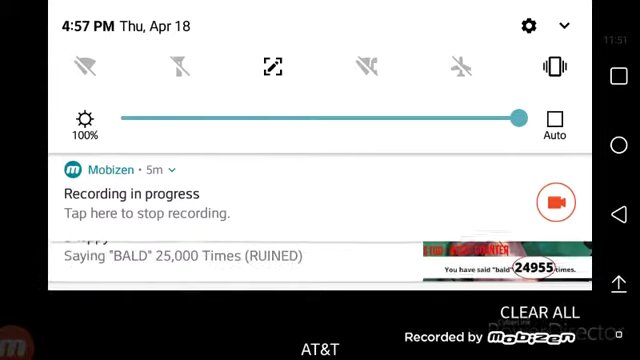 4:57 PM Thu, Apr 18
11:51
100%
Auto
Mobizen • 5m
Recording in progress
Tap here to stop recording.
Saying "BALD" 25,000 Times (RUINED)
COUNTER
You have said "bald" 24955 times.
CLEAR ALL
PowerDirector
Recorded by mobizen
AT&T